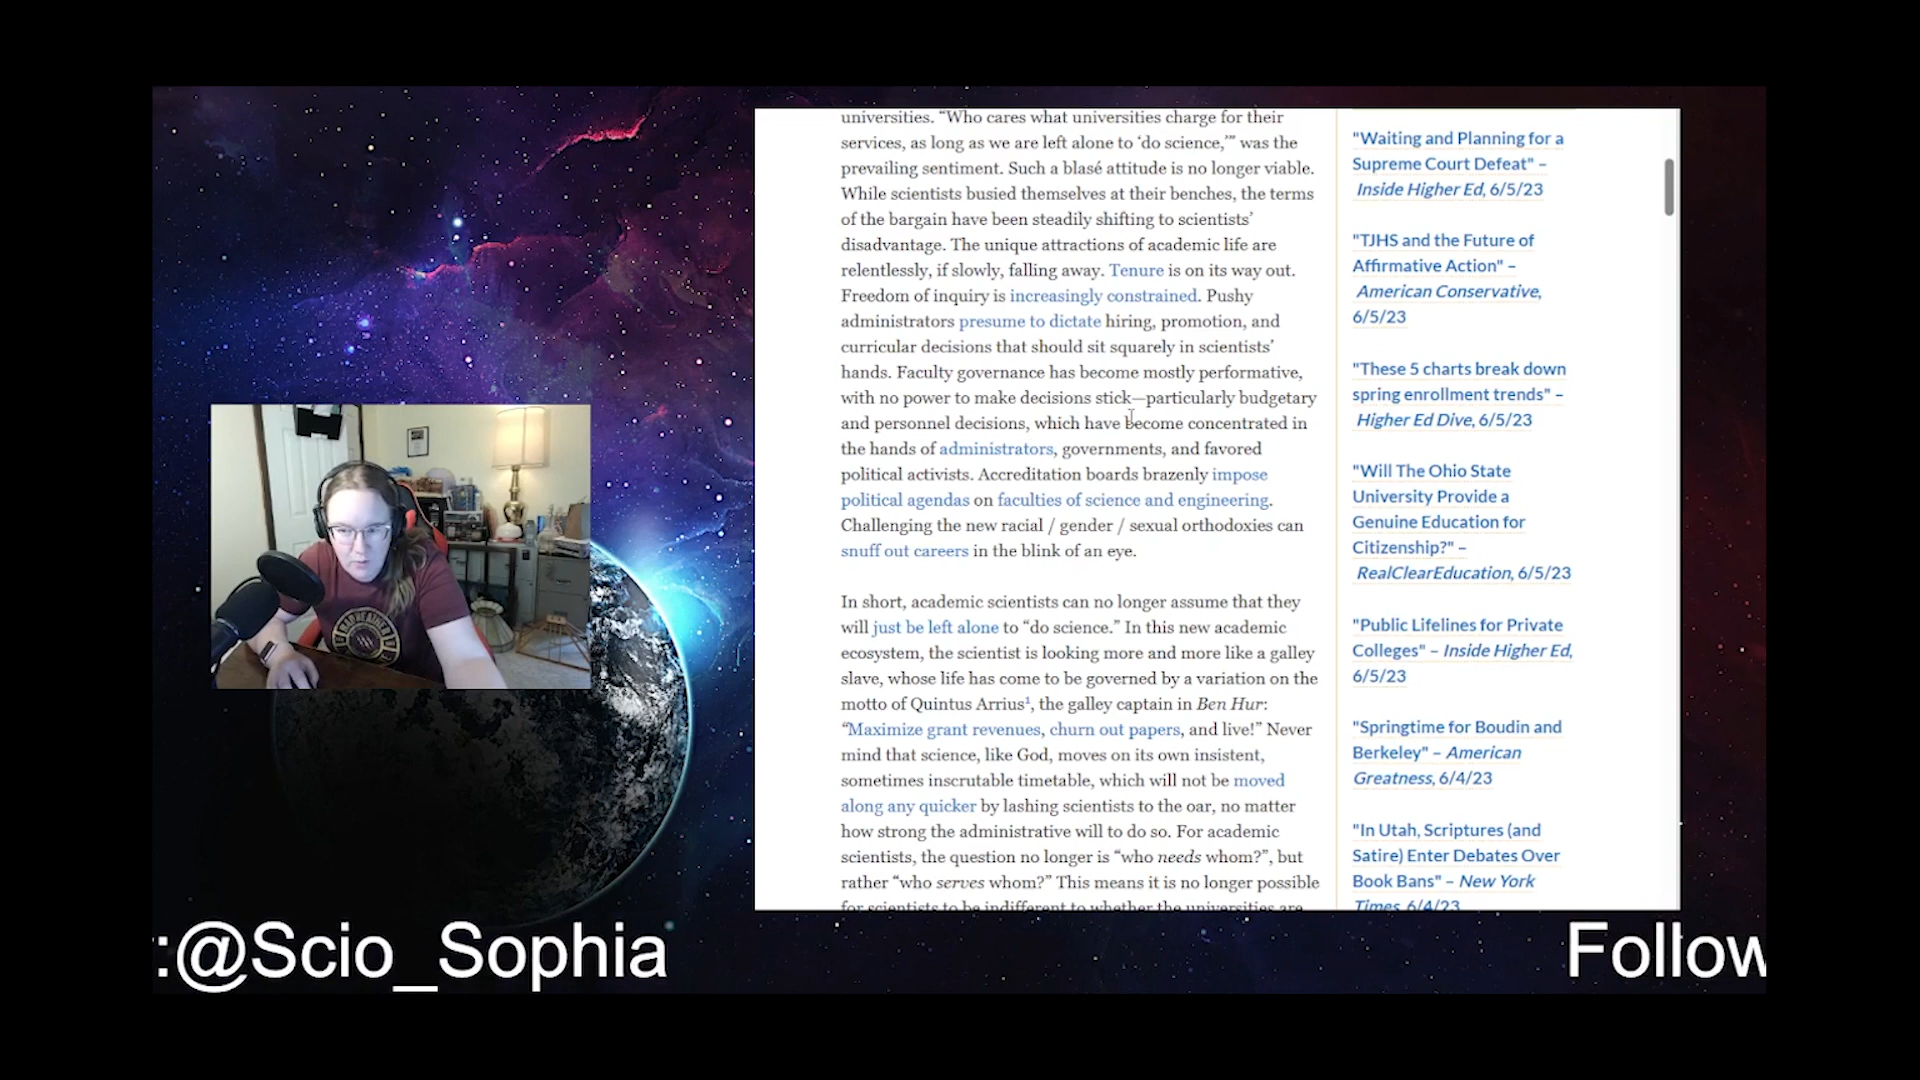 universities. “Who cares what universities charge for their
services, as long as we are left alone to ‘do science,’” was the
prevailing sentiment. Such a blasé attitude is no longer viable.
While scientists busied themselves at their benches, the terms
of the bargain have been steadily shifting to scientists’
disadvantage. The unique attractions of academic life are
relentlessly, if slowly, falling away. Tenure is on its way out.
Freedom of inquiry is increasingly constrained. Pushy
administrators presume to dictate hiring, promotion, and
curricular decisions that should sit squarely in scientists’
hands. Faculty governance has become mostly performative,
with no power to make decisions stick—particularly budgetary
and personnel decisions, which have become concentrated in
the hands of administrators, governments, and favored
political activists. Accreditation boards brazenly impose
political agendas on faculties of science and engineering.
Challenging the new racial / gender / sexual orthodoxies can
snuff out careers in the blink of an eye.
In short, academic scientists can no longer assume that they
will just be left alone to “do science.” In this new academic
ecosystem, the scientist is looking more and more like a galley
slave, whose life has come to be governed by a variation on the
motto of Quintus Arrius¹, the galley captain in Ben Hur:
“Maximize grant revenues, churn out papers, and live!” Never
mind that science, like God, moves on its own insistent,
sometimes inscrutable timetable, which will not be moved
along any quicker by lashing scientists to the oar, no matter
how strong the administrative will to do so. For academic
scientists, the question no longer is “who needs whom?”, but
rather “who serves whom?” This means it is no longer possible
for scientists to be indifferent to whether the universities are
"Waiting and Planning for a
Supreme Court Defeat" –
Inside Higher Ed, 6/5/23
"TJHS and the Future of
Affirmative Action" –
American Conservative,
6/5/23
"These 5 charts break down
spring enrollment trends" –
Higher Ed Dive, 6/5/23
"Will The Ohio State
University Provide a
Genuine Education for
Citizenship?" –
RealClearEducation, 6/5/23
"Public Lifelines for Private
Colleges" – Inside Higher Ed,
6/5/23
"Springtime for Boudin and
Berkeley" – American
Greatness, 6/4/23
"In Utah, Scriptures (and
Satire) Enter Debates Over
Book Bans" – New York
Times, 6/4/23
:@Scio_Sophia
Follow